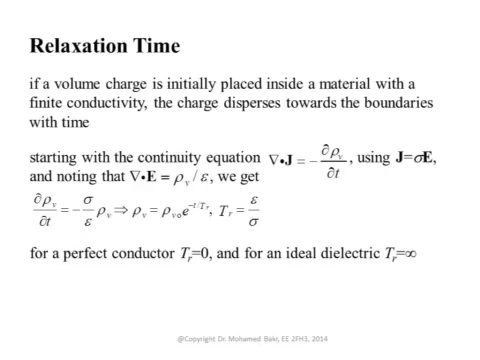 Relaxation Time
if a volume charge is initially placed inside a material with a
finite conductivity, the charge disperses towards the boundaries
with time
starting with the continuity equation ∇•J = −∂ρᵥ/∂t, using J=σE,
and noting that ∇•E = ρᵥ/ε, we get
∂ρᵥ/∂t = −(σ/ε)ρᵥ ⇒ ρᵥ = ρᵥₒe^(−t/Tᵣ), Tᵣ = ε/σ
for a perfect conductor Tᵣ=0, and for an ideal dielectric Tᵣ=∞
@Copyright Dr. Mohamed Bakr, EE 2FH3, 2014